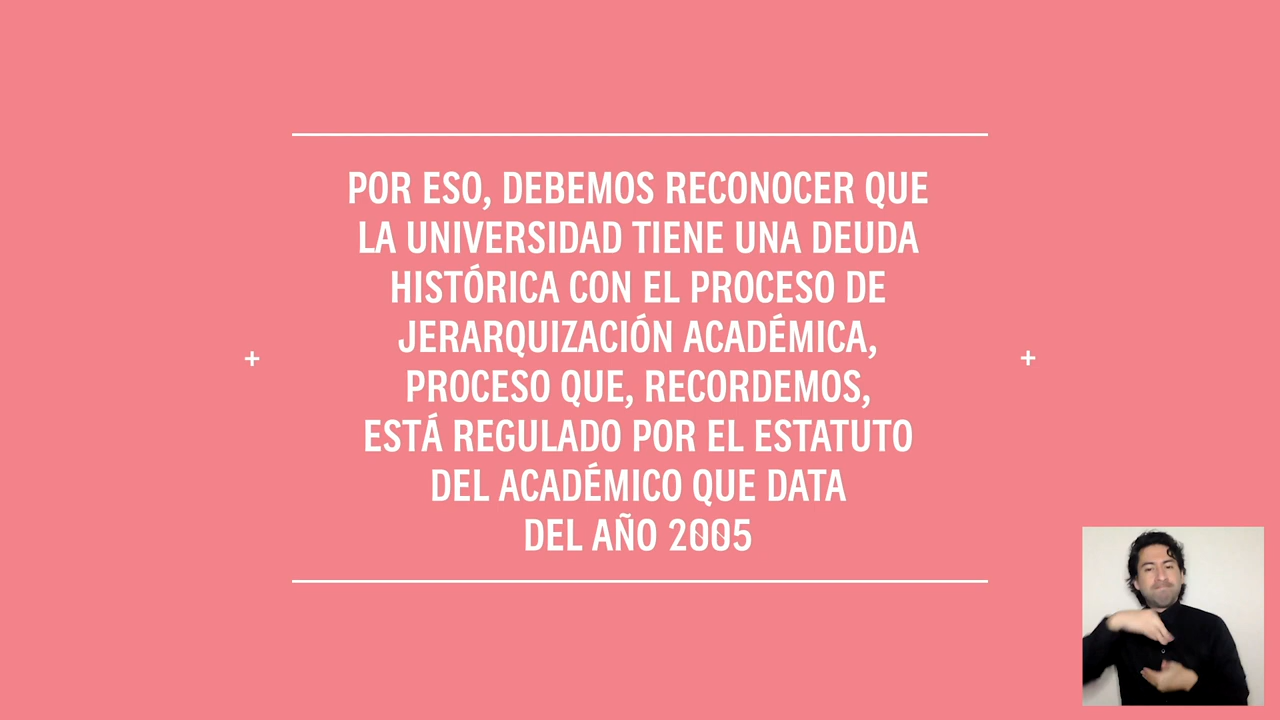 POR ESO, DEBEMOS RECONOCER QUE
LA UNIVERSIDAD TIENE UNA DEUDA
HISTÓRICA CON EL PROCESO DE
JERARQUIZACIÓN ACADÉMICA,
PROCESO QUE, RECORDEMOS,
ESTÁ REGULADO POR EL ESTATUTO
DEL ACADÉMICO QUE DATA
DEL AÑO 2005